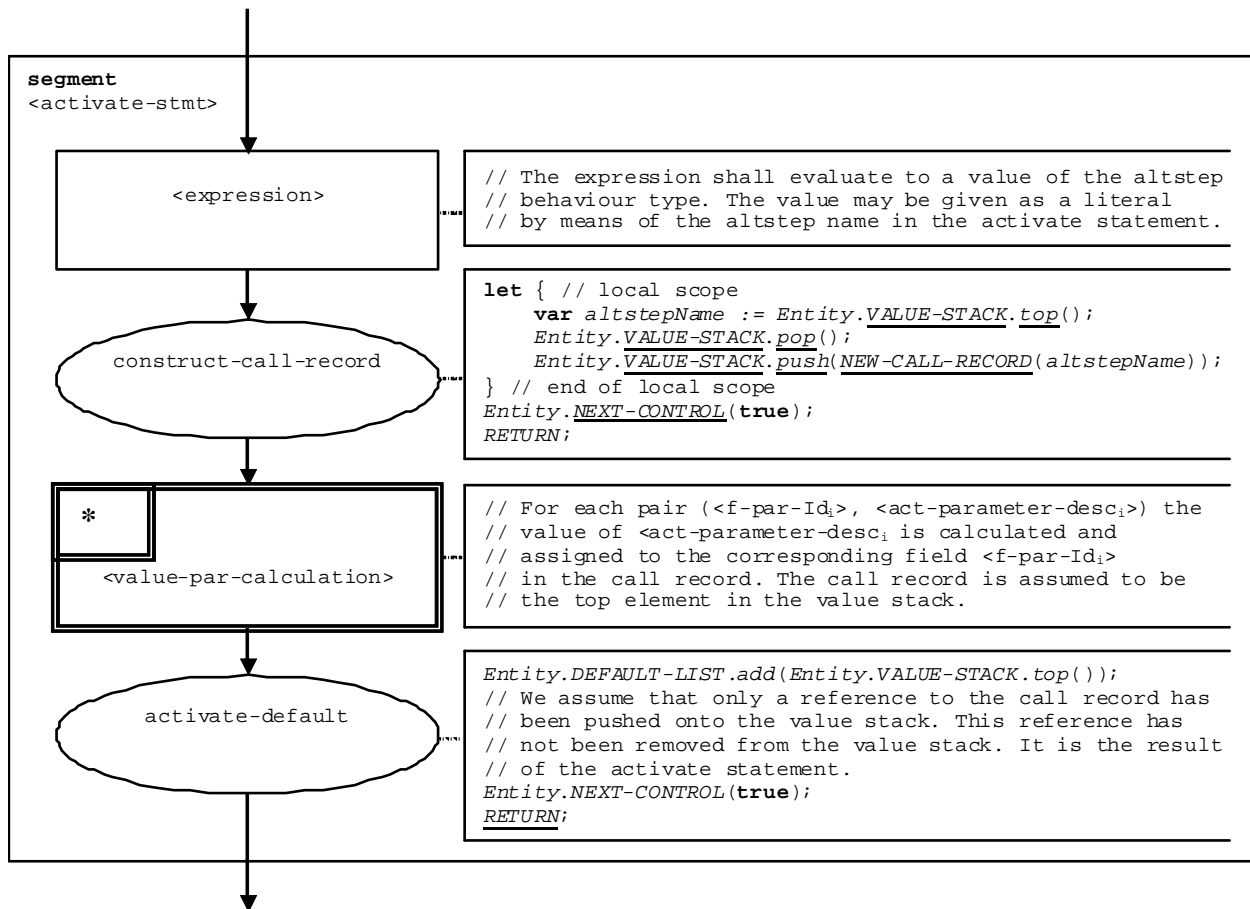 segment
<activate-stmt>
<expression>
// The expression shall evaluate to a value of the altstep
// behaviour type. The value may be given as a literal
// by means of the altstep name in the activate statement.
construct-call-record
let { // local scope
    var altstepName := Entity.VALUE-STACK.top();
    Entity.VALUE-STACK.pop();
    Entity.VALUE-STACK.push(NEW-CALL-RECORD(altstepName));
} // end of local scope
Entity.NEXT-CONTROL(true);
RETURN;
*
<value-par-calculation>
// For each pair (<f-par-Idi>, <act-parameter-desci>) the
// value of <act-parameter-desci is calculated and
// assigned to the corresponding field <f-par-Idi>
// in the call record. The call record is assumed to be
// the top element in the value stack.
activate-default
Entity.DEFAULT-LIST.add(Entity.VALUE-STACK.top());
// We assume that only a reference to the call record has
// been pushed onto the value stack. This reference has
// not been removed from the value stack. It is the result
// of the activate statement.
Entity.NEXT-CONTROL(true);
RETURN;